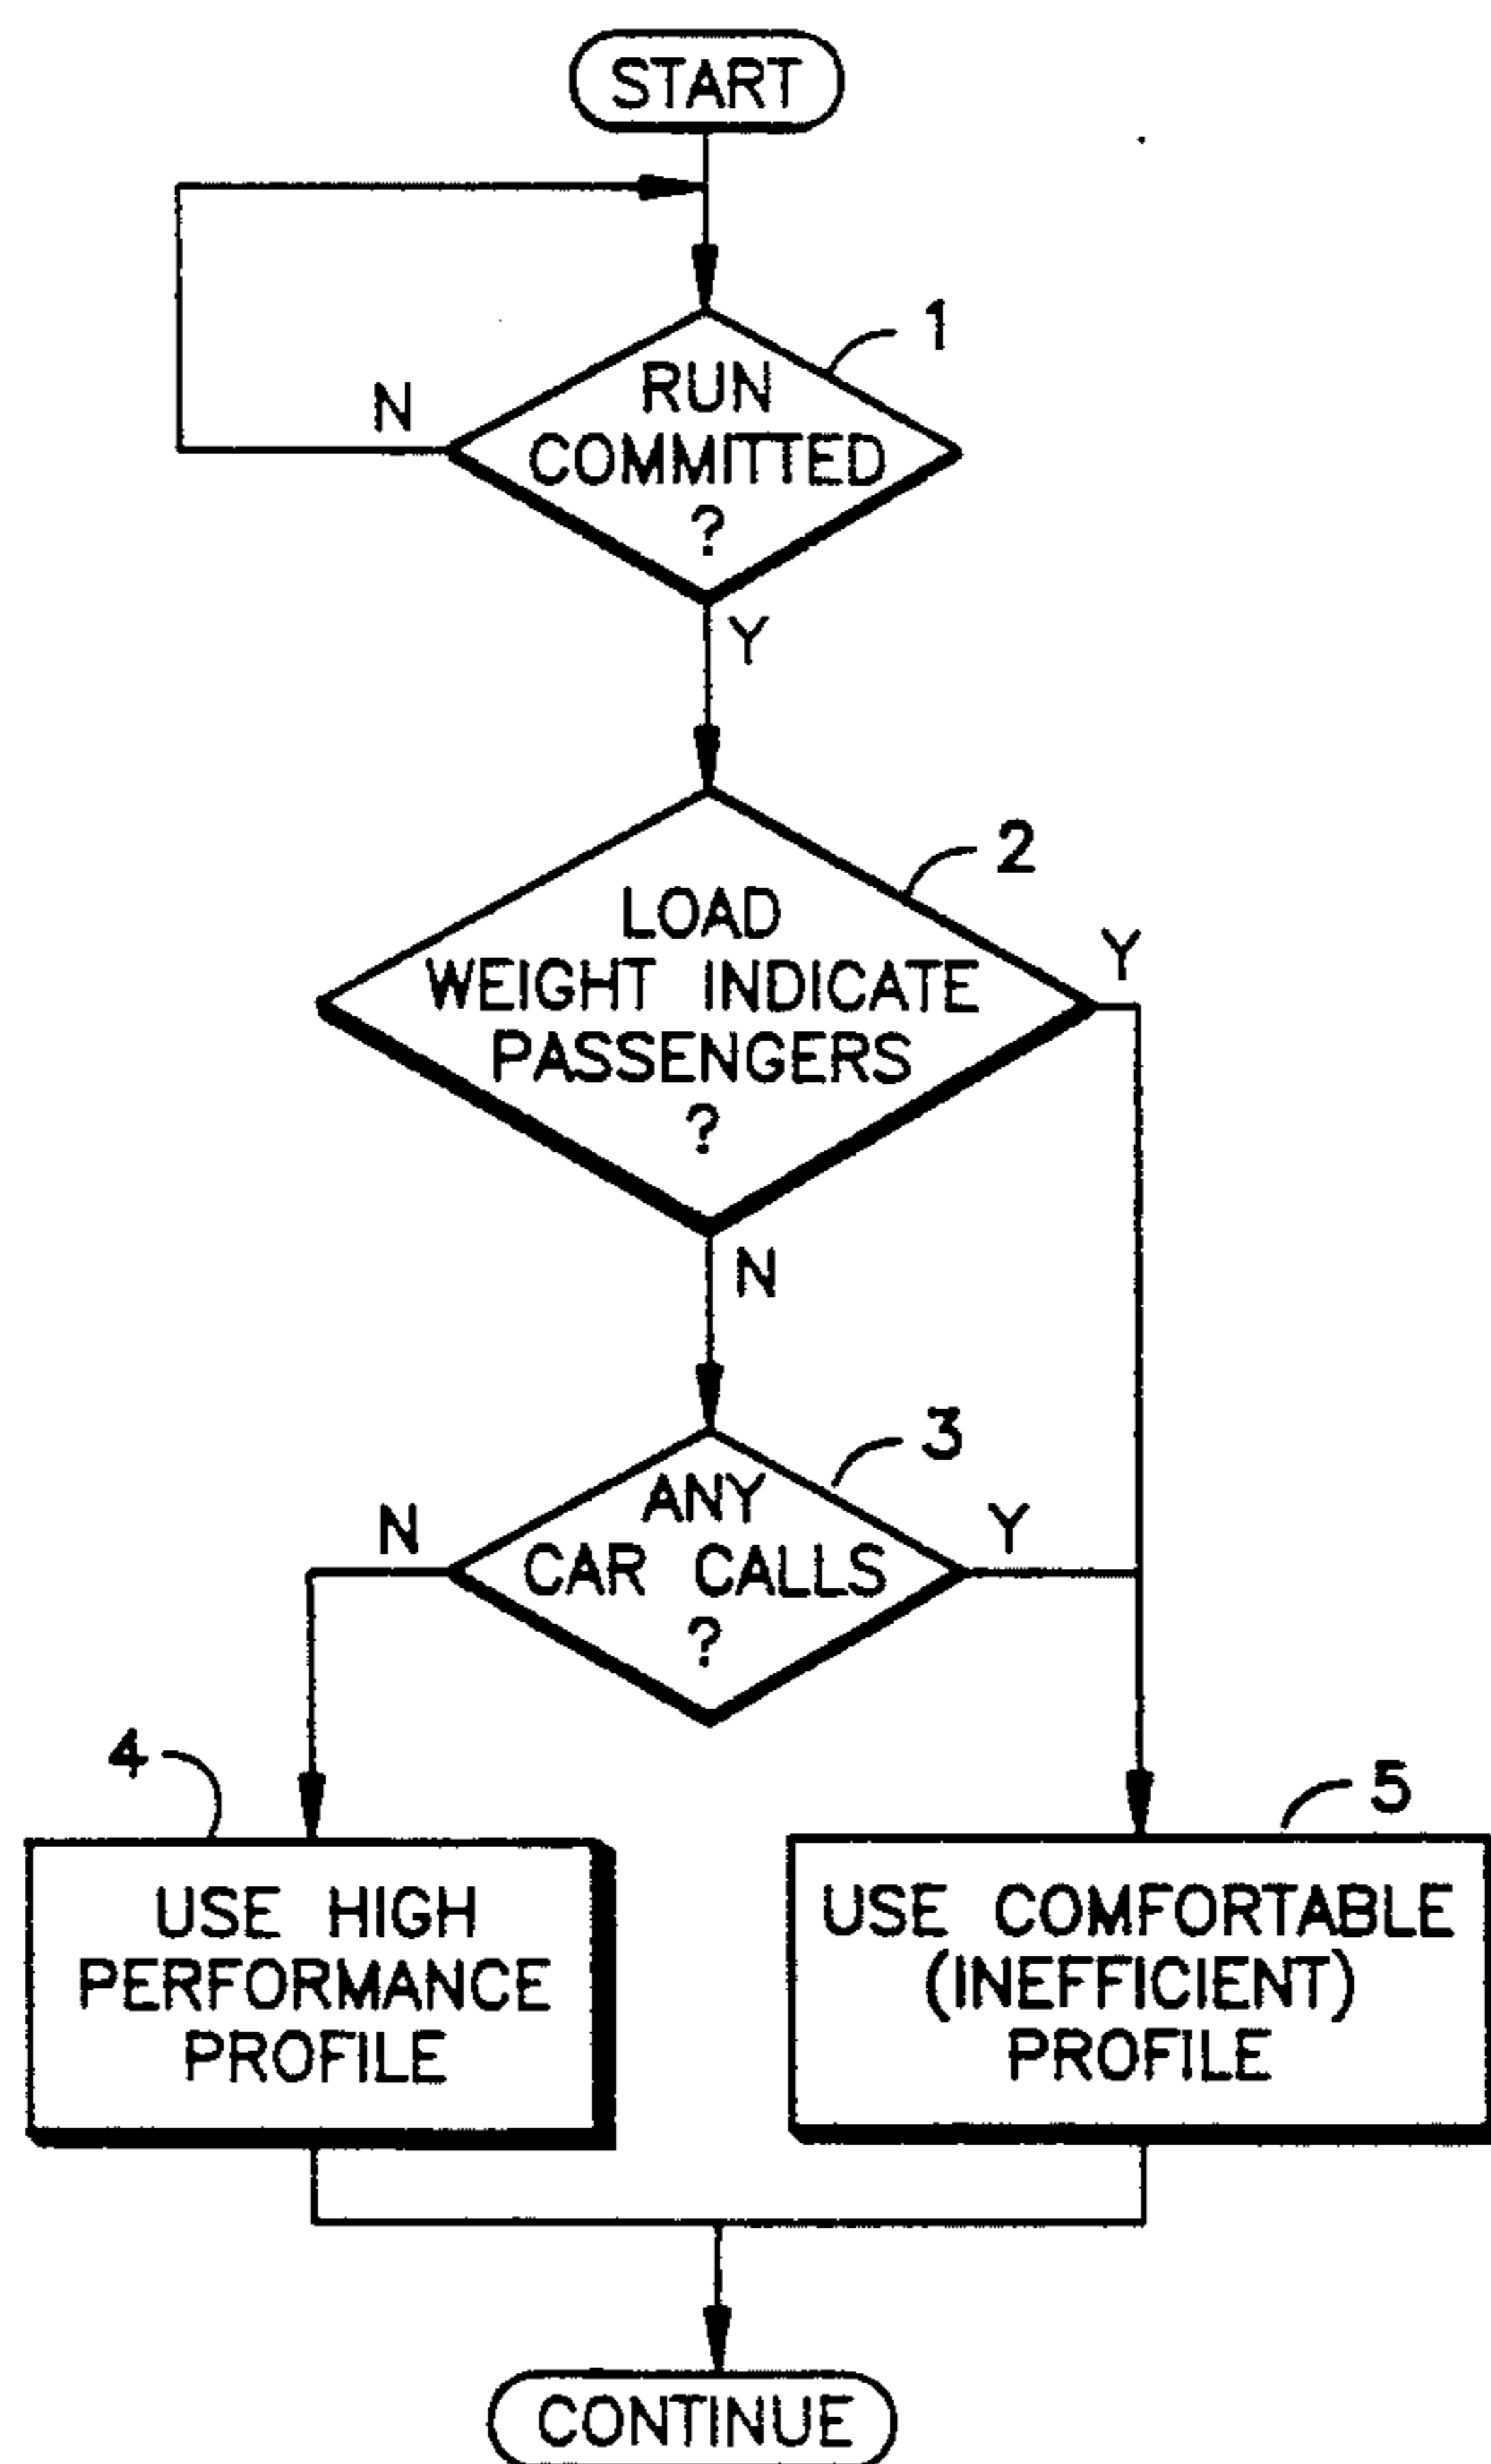 START
1
RUN
COMMITTED
?
N
Y
2
LOAD
WEIGHT INDICATE
PASSENGERS
?
Y
N
3
ANY
CAR CALLS
?
N
Y
4
USE HIGH
PERFORMANCE
PROFILE
5
USE COMFORTABLE
(INEFFICIENT)
PROFILE
CONTINUE